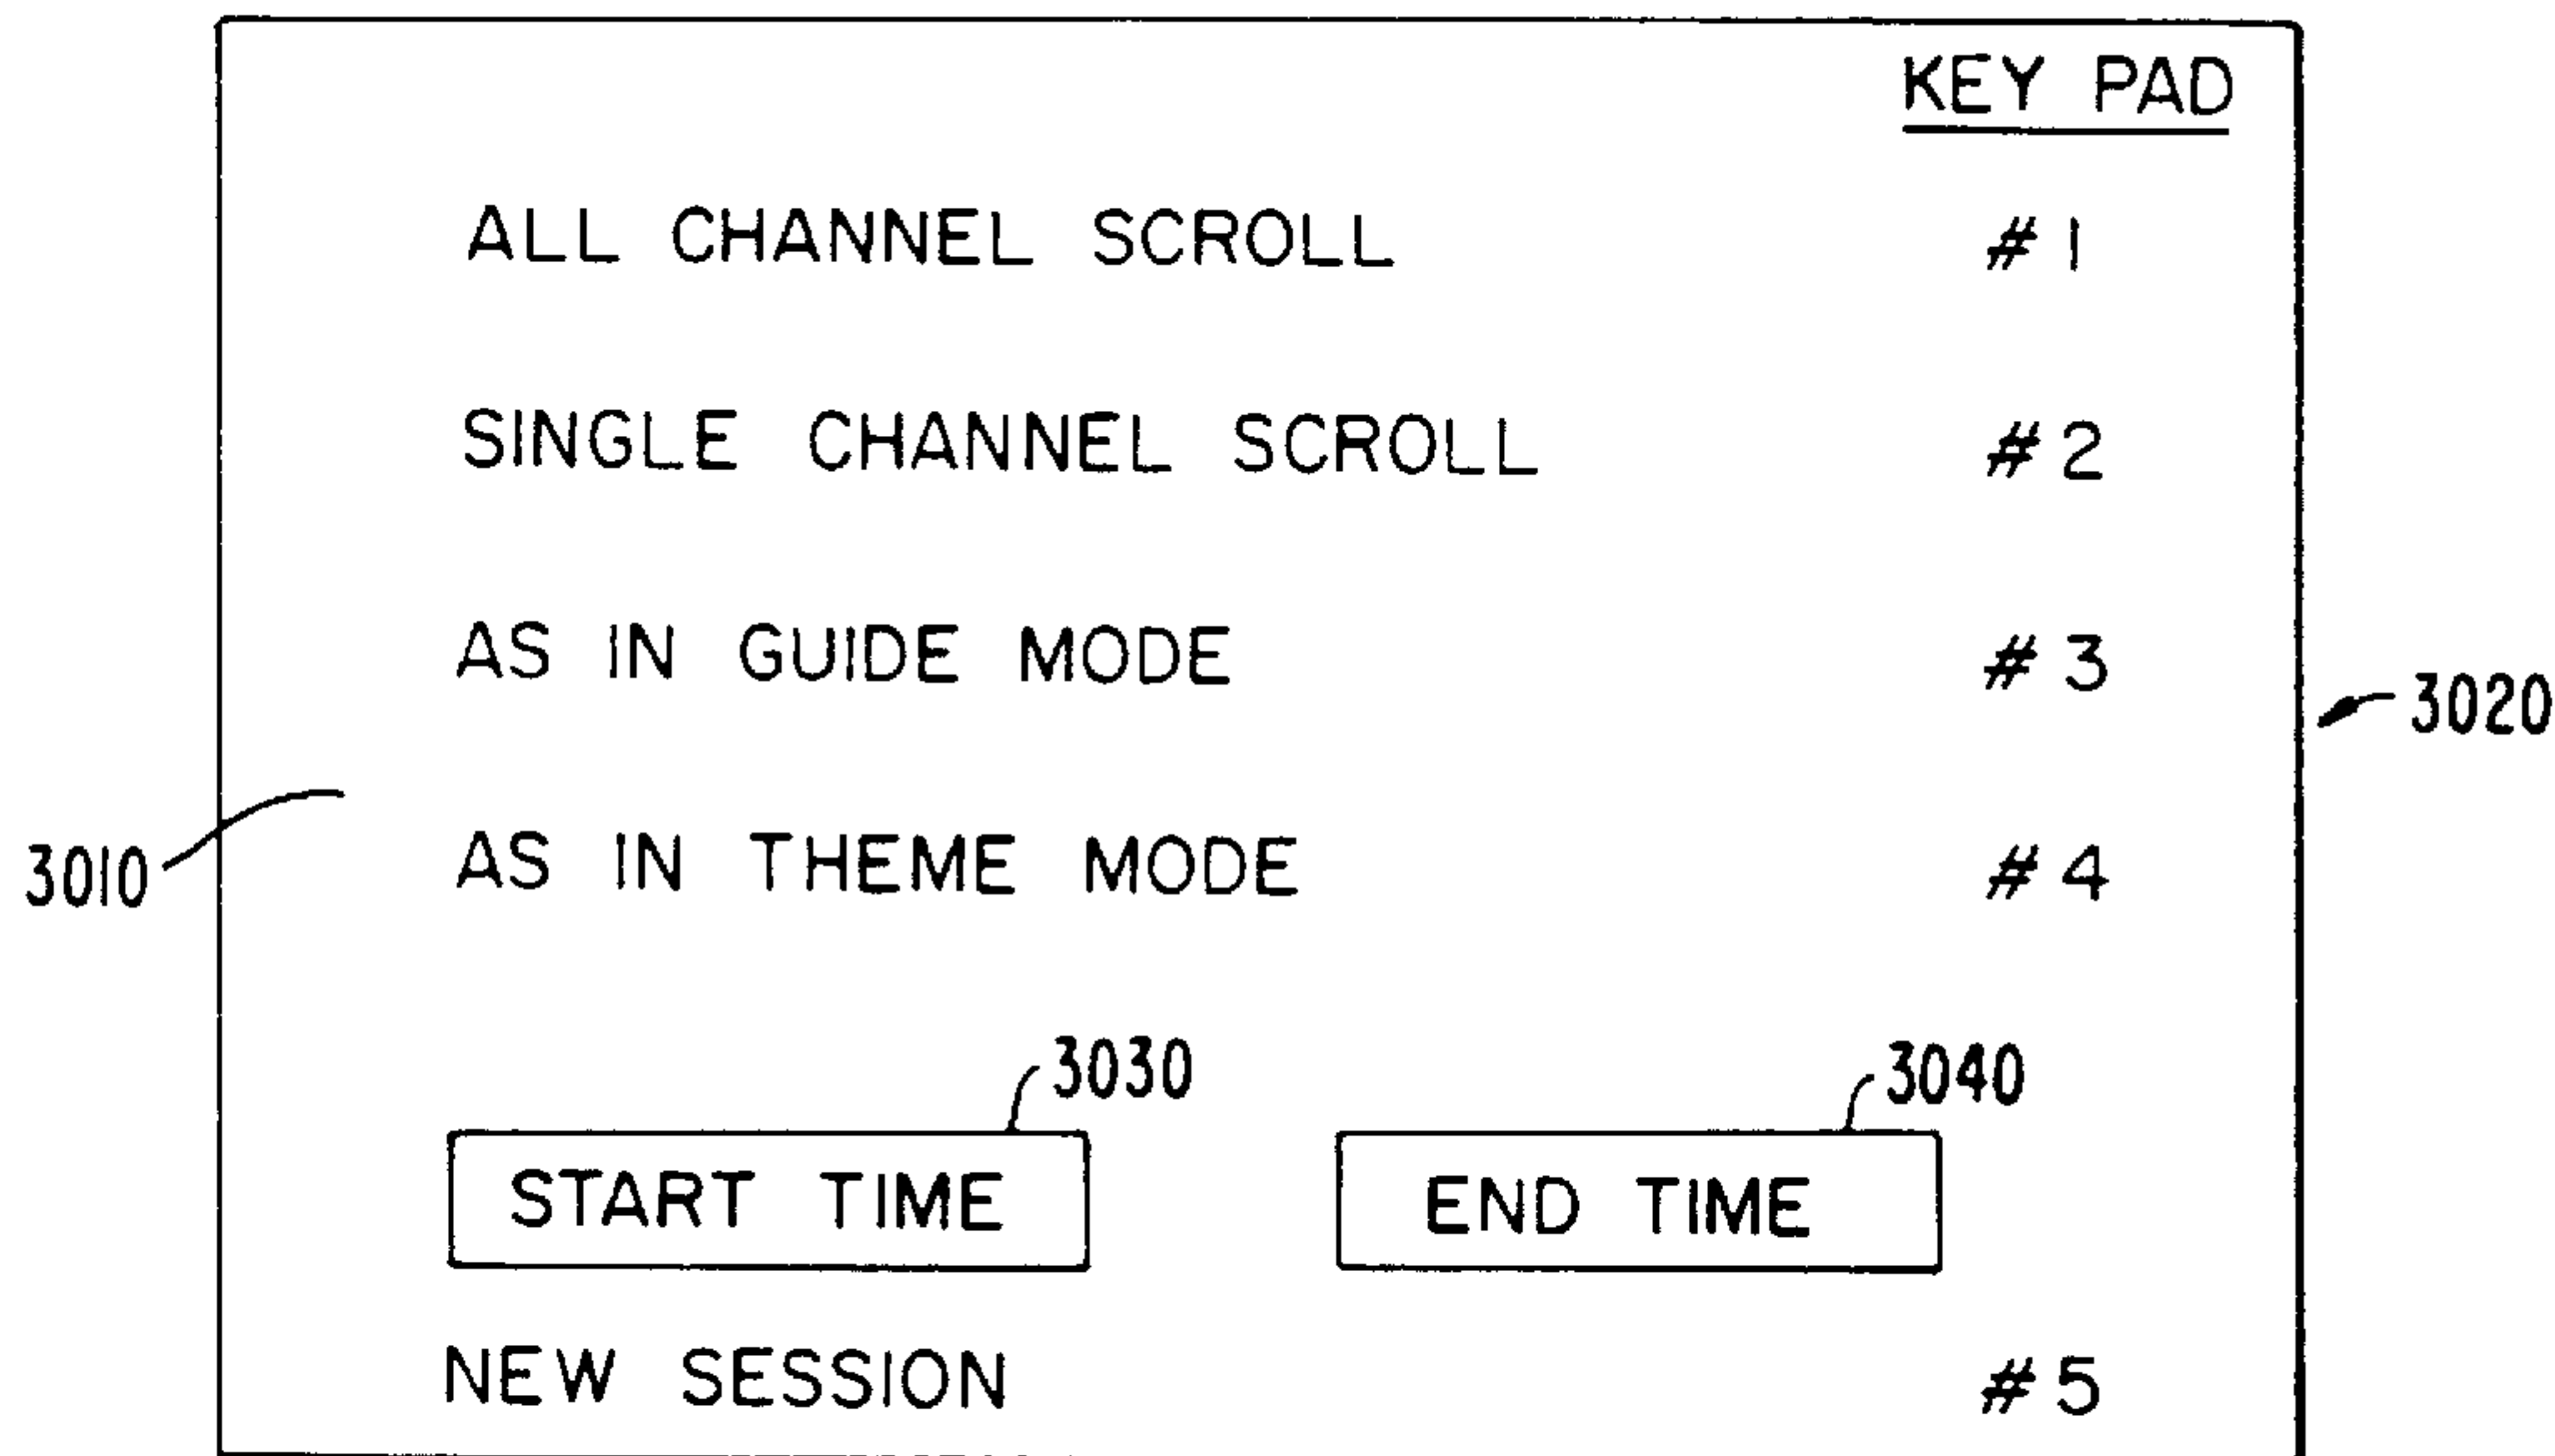 KEY PAD
ALL CHANNEL SCROLL #1
SINGLE CHANNEL SCROLL #2
AS IN GUIDE MODE #3
3020
3010
AS IN THEME MODE #4
3030 3040
START TIME END TIME
NEW SESSION #5